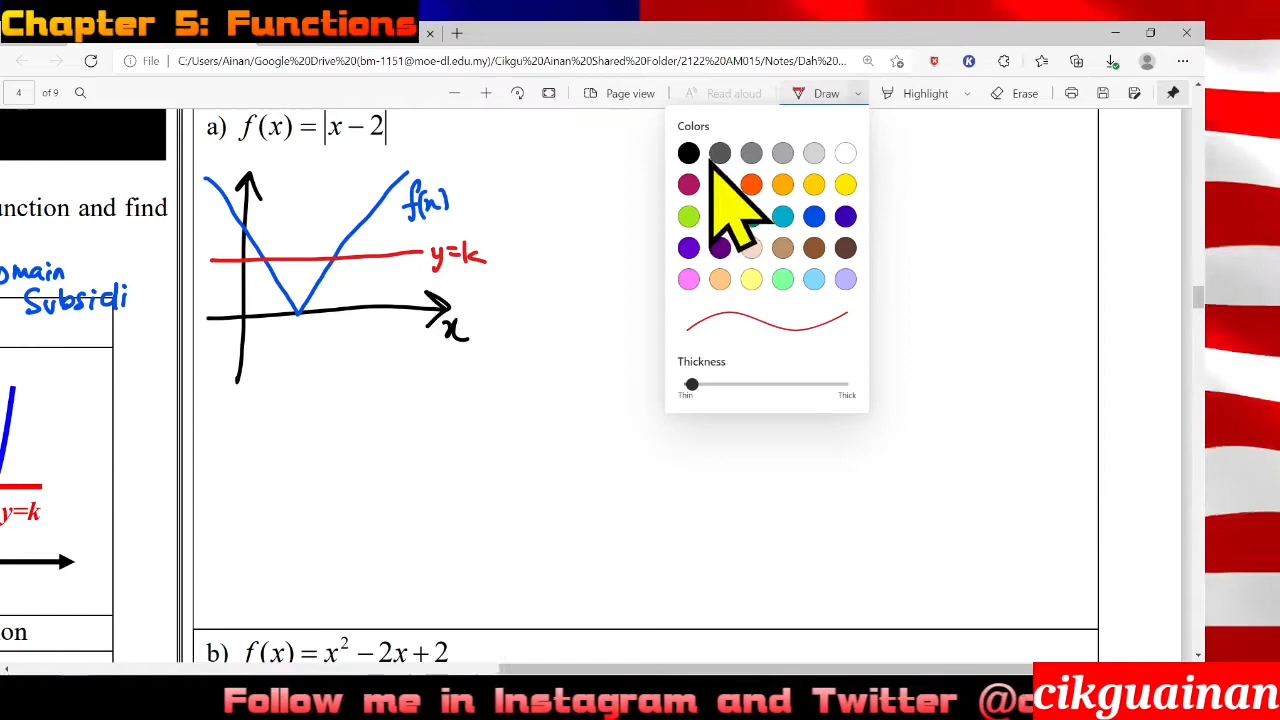 Chapter 5: Functions
File
C:/Users/Ainan/Google%20Drive%20(bm-1151@moe-dl.edu.my)/Cikgu%20Ainan%20Shared%20Folder/2122%20AM015/Notes/Dah%20...
4 of 9
Page view
Read aloud
Draw
Highlight
Erase
a) f(x) = |x − 2|
Colors
unction and find
omain
Subsidi
f(x)
y=k
x
Thickness
Thin Thick
y=k
ion
b) f(x) = x² − 2x + 2
Follow me in Instagram and Twitter @c
cikguainan